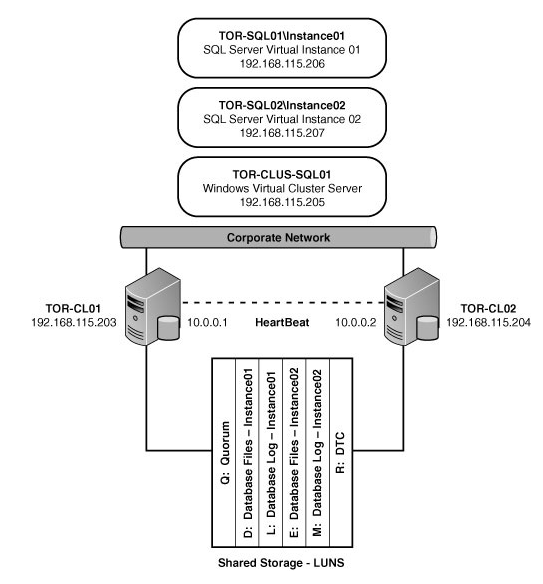 TOR-SQL01\Instance01
SQL Server Virtual Instance 01
192.168.115.206
TOR-SQL02\Instance02
SQL Server Virtual Instance 02
192.168.115.207
TOR-CLUS-SQL01
Windows Virtual Cluster Server
192.168.115.205
Corporate Network
TOR-CL01
192.168.115.203
10.0.0.1
HeartBeat
10.0.0.2
TOR-CL02
192.168.115.204
Q: Quorum
D: Database Files – Instance01
L: Database Log – Instance01
E: Database Files – Instance02
M: Database Log – Instance02
R: DTC
Shared Storage - LUNS